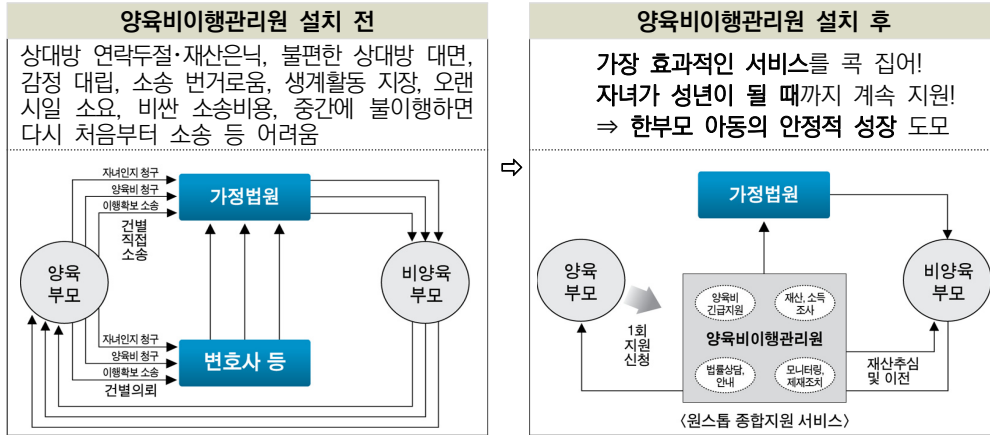 양육비이행관리원 설치 전
상대방 연락두절·재산은닉, 불편한 상대방 대면,
감정 대립, 소송 번거로움, 생계활동 지장, 오랜
시일 소요, 비싼 소송비용, 중간에 불이행하면
다시 처음부터 소송 등 어려움
자녀인지 청구
양육비 청구
이행확보 소송
건별
직접
소송
가정법원
양육
부모
비양육
부모
자녀인지 청구
양육비 청구
이행확보 소송
건별의뢰
변호사 등
⇨
양육비이행관리원 설치 후
가장 효과적인 서비스를 콕 집어!
자녀가 성년이 될 때까지 계속 지원!
⇒ 한부모 아동의 안정적 성장 도모
가정법원
양육
부모
비양육
부모
1회
지원
신청
양육비
긴급지원
재산, 소득
조사
양육비이행관리원
법률상담,
안내
모니터링,
제재조치
재산추심
및 이전
〈원스톱 종합지원 서비스〉